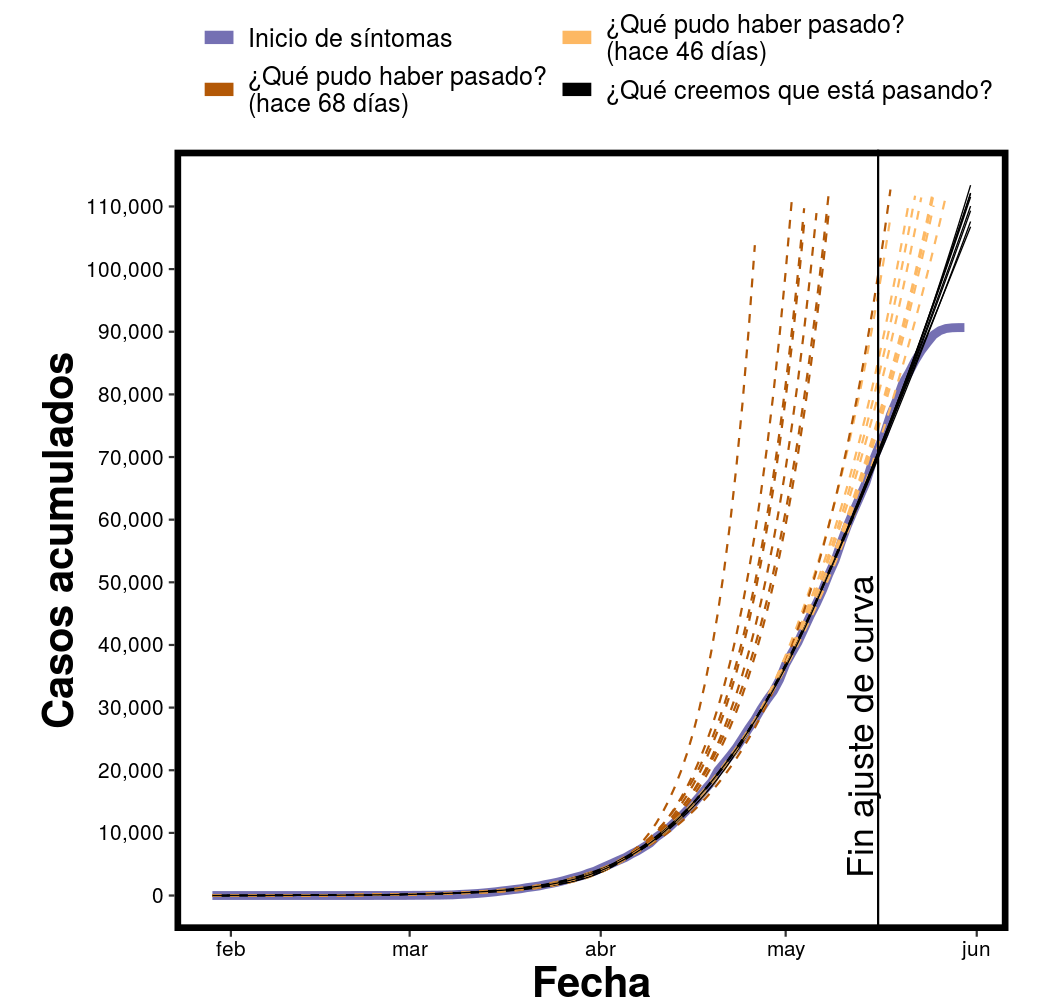 Inicio de síntomas
¿Qué pudo haber pasado?
(hace 68 días)
¿Qué pudo haber pasado?
(hace 46 días)
¿Qué creemos que está pasando?
Casos acumulados
110,000
100,000
90,000
80,000
70,000
60,000
50,000
40,000
30,000
20,000
10,000
0
Fin ajuste de curva
feb
mar
abr
may
jun
Fecha